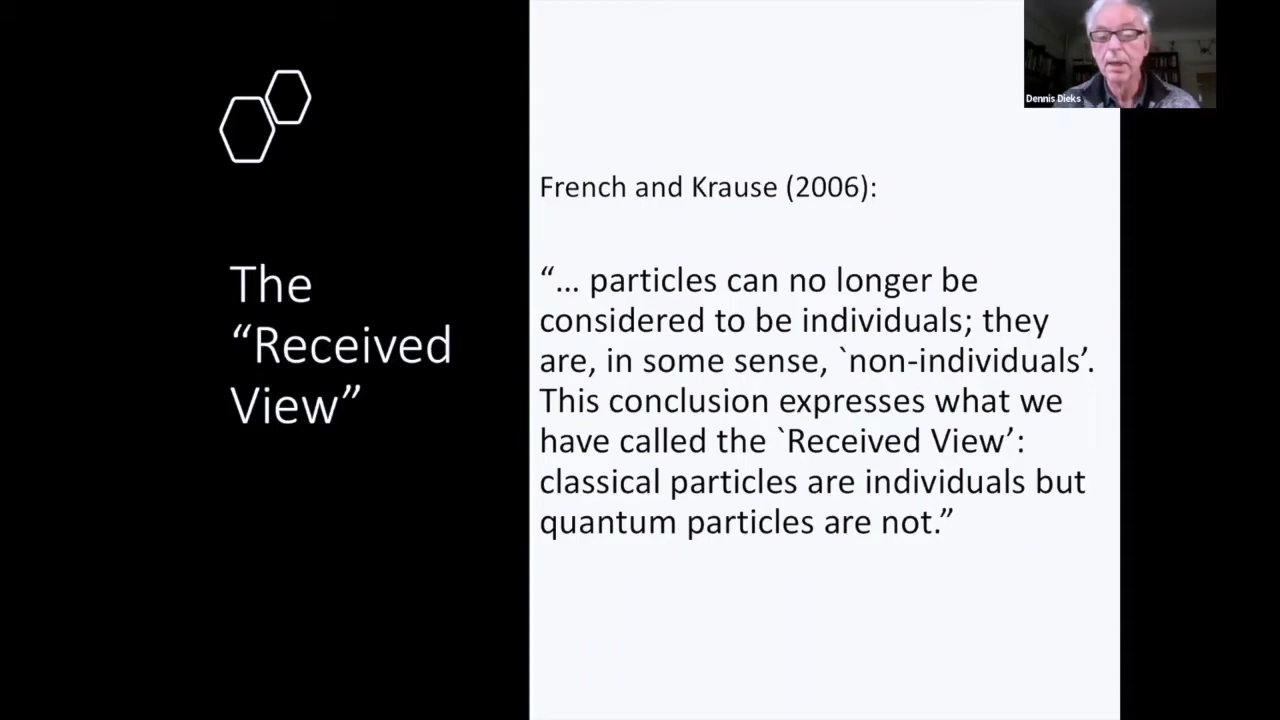 Dennis Dieks
The
“Received
View”
French and Krause (2006):
“… particles can no longer be
considered to be individuals; they
are, in some sense, `non-individuals’.
This conclusion expresses what we
have called the `Received View’:
classical particles are individuals but
quantum particles are not.”